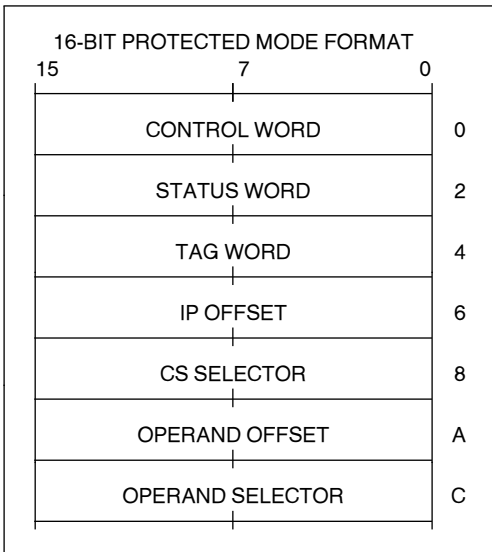 16-BIT PROTECTED MODE FORMAT
15 7 0
CONTROL WORD 0
STATUS WORD 2
TAG WORD 4
IP OFFSET 6
CS SELECTOR 8
OPERAND OFFSET A
OPERAND SELECTOR C